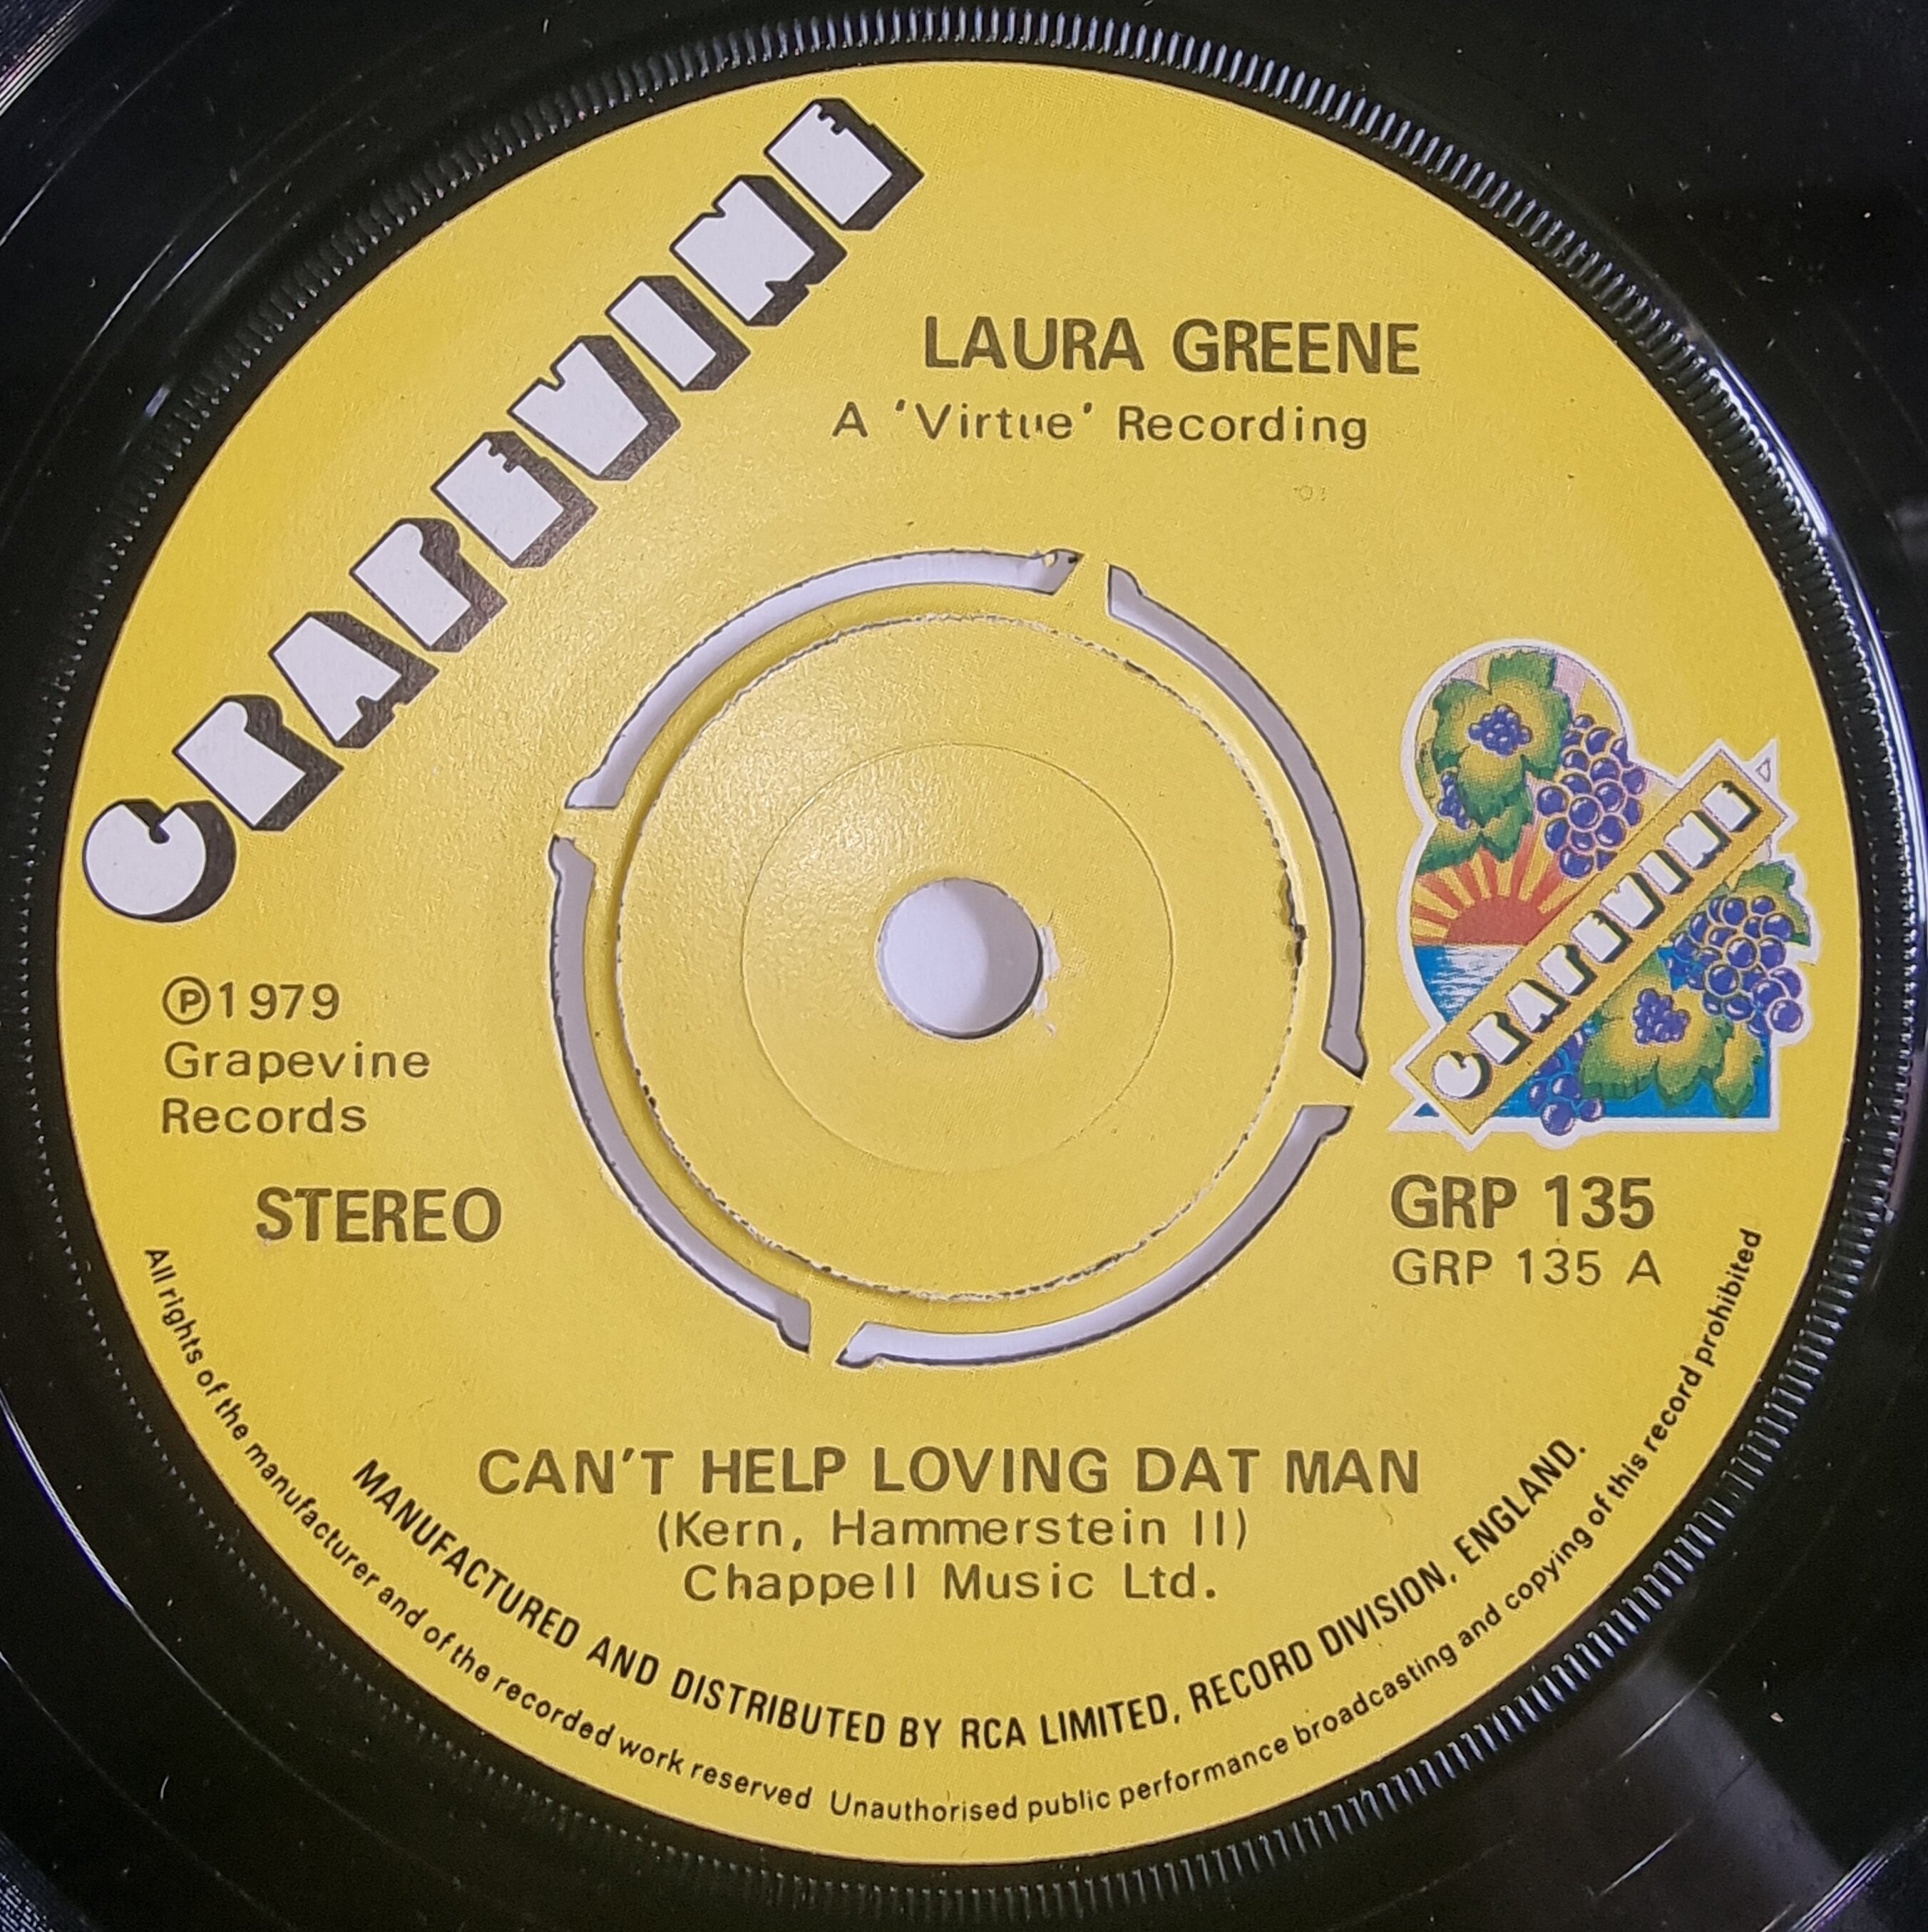 GRAPEVINE
LAURA GREENE
A 'Virtue' Recording
GRAPEVINE
℗1979
Grapevine
Records
STEREO
GRP 135
GRP 135 A
CAN'T HELP LOVING DAT MAN
(Kern, Hammerstein II)
Chappell Music Ltd.
MANUFACTURED AND DISTRIBUTED BY RCA LIMITED, RECORD DIVISION, ENGLAND.
All rights of the manufacturer and of the recorded work reserved Unauthorised public performance broadcasting and copying of this record prohibited